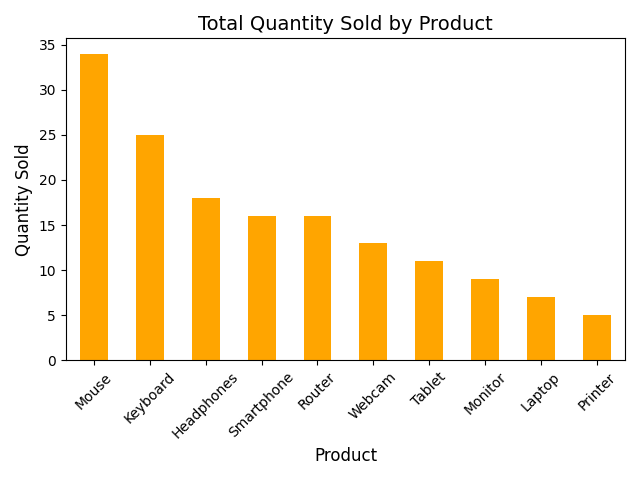 Total Quantity Sold by Product
Quantity Sold
35
30
25
20
15
10
5
0
Mouse
Keyboard
Headphones
Smartphone
Router
Webcam
Tablet
Monitor
Laptop
Printer
Product